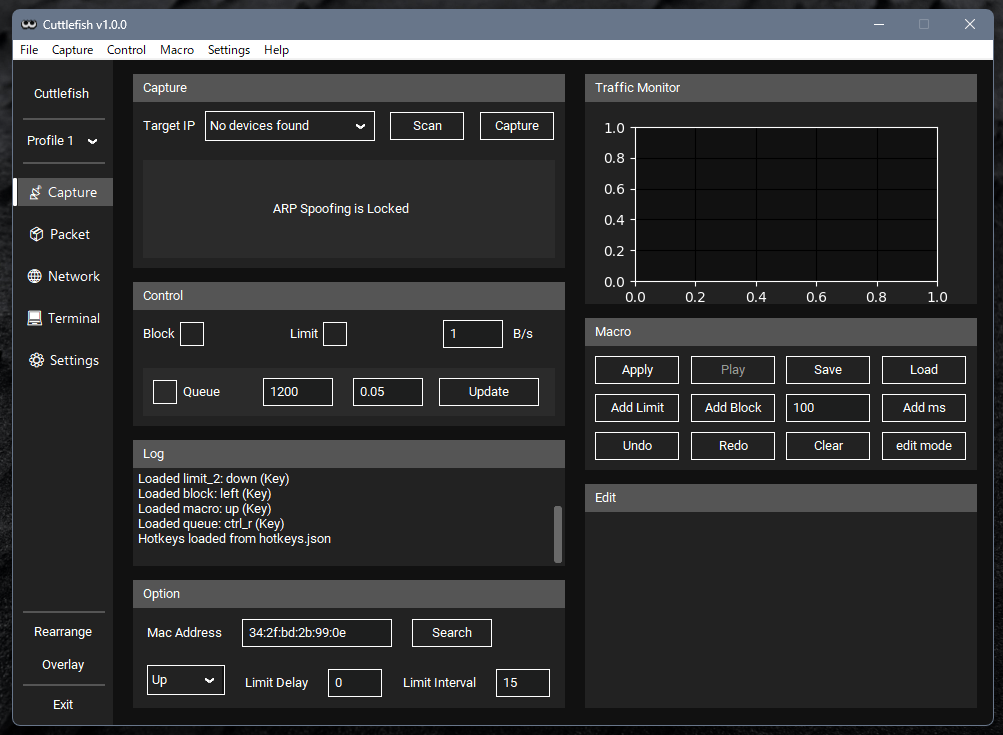 Cuttlefish v1.0.0
File Capture Control Macro Settings Help
Cuttlefish
Profile 1
Capture
Packet
Network
Terminal
Settings
Rearrange
Overlay
Exit
Capture
Target IP No devices found Scan Capture
ARP Spoofing is Locked
Control
Block Limit 1 B/s
Queue 1200 0.05 Update
Log
Loaded limit_2: down (Key)
Loaded block: left (Key)
Loaded macro: up (Key)
Loaded queue: ctrl_r (Key)
Hotkeys loaded from hotkeys.json
Option
Mac Address 34:2f:bd:2b:99:0e Search
Up Limit Delay 0 Limit Interval 15
Traffic Monitor
1.0
0.8
0.6
0.4
0.2
0.0
0.0 0.2 0.4 0.6 0.8 1.0
Macro
Apply Play Save Load
Add Limit Add Block 100 Add ms
Undo Redo Clear edit mode
Edit